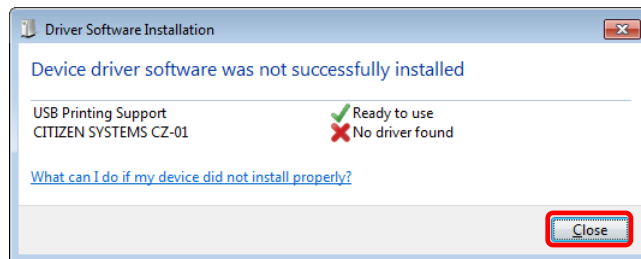 Driver Software Installation
Device driver software was not successfully installed
USB Printing Support Ready to use
CITIZEN SYSTEMS CZ-01 No driver found
What can I do if my device did not install properly?
Close